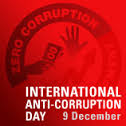 ZERO CORRUPTION
INTERNATIONAL
ANTI-CORRUPTION
DAY 9 December